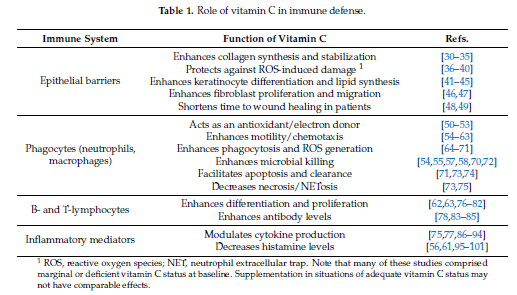 Table 1. Role of vitamin C in immune defense.
Immune System Function of Vitamin C Refs.
Epithelial barriers
Enhances collagen synthesis and stabilization [30–35]
Protects against ROS-induced damage 1 [36–40]
Enhances keratinocyte differentiation and lipid synthesis [41–45]
Enhances fibroblast proliferation and migration [46,47]
Shortens time to wound healing in patients [48,49]
Phagocytes (neutrophils,
macrophages)
Acts as an antioxidant/electron donor [50–53]
Enhances motility/chemotaxis [54–63]
Enhances phagocytosis and ROS generation [64–71]
Enhances microbial killing [54,55,57,58,70,72]
Facilitates apoptosis and clearance [71,73,74]
Decreases necrosis/NETosis [73,75]
B- and T-lymphocytes
Enhances differentiation and proliferation [62,63,76–82]
Enhances antibody levels [78,83–85]
Inflammatory mediators
Modulates cytokine production [75,77,86–94]
Decreases histamine levels [56,61,95–101]
1 ROS, reactive oxygen species; NET, neutrophil extracellular trap. Note that many of these studies comprised
marginal or deficient vitamin C status at baseline. Supplementation in situations of adequate vitamin C status may
not have comparable effects.